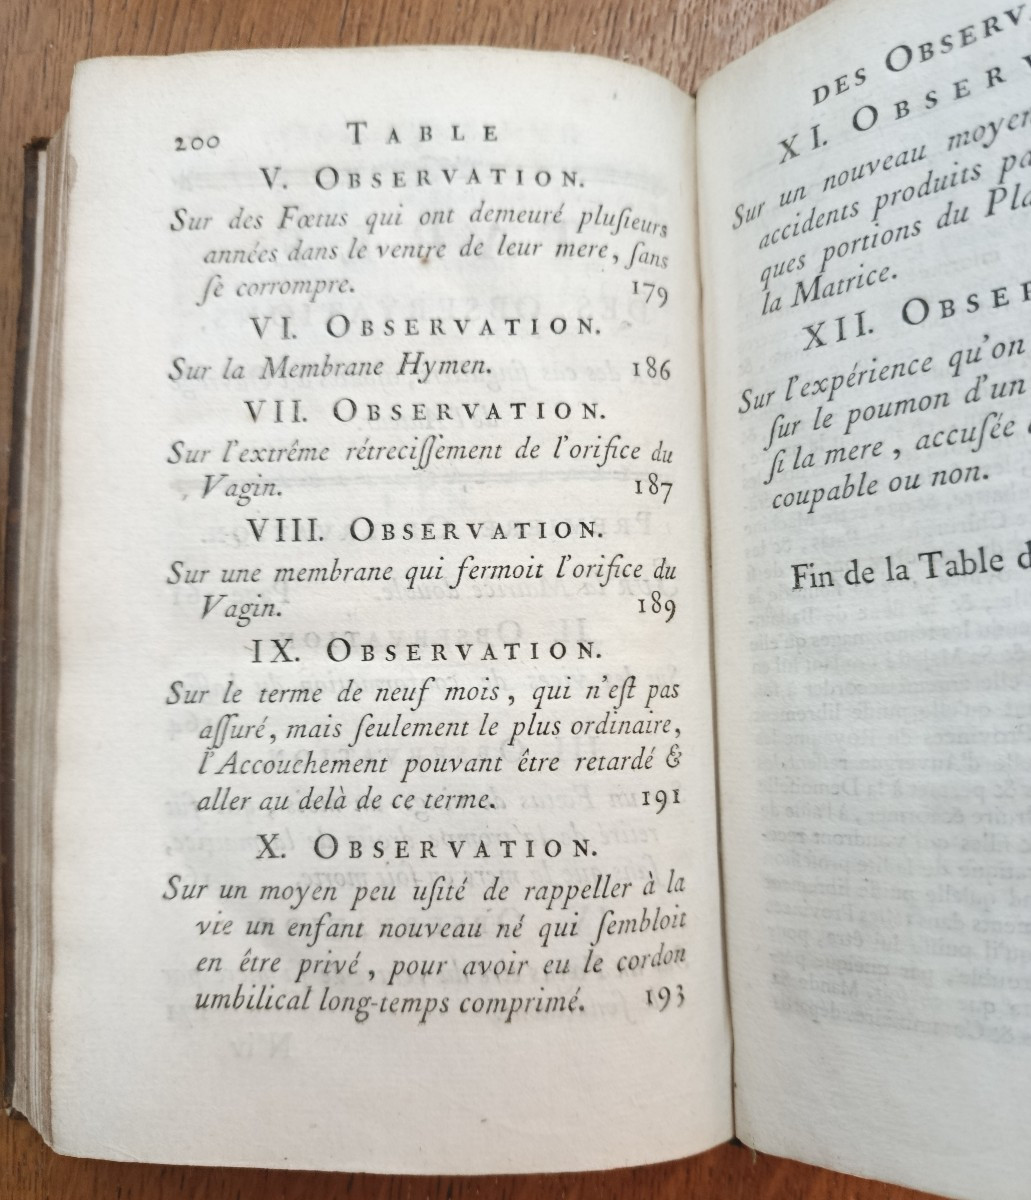 200 TABLE
V. OBSERVATION.
Sur des Fœtus qui ont demeuré pluſieurs
années dans le ventre de leur mere, ſans
ſe corrompre. 179
VI. OBSERVATION.
Sur la Membrane Hymen. 186
VII. OBSERVATION.
Sur l'extrême rétreciſſement de l'orifice du
Vagin. 187
VIII. OBSERVATION.
Sur une membrane qui fermoit l'orifice du
Vagin. 189
IX. OBSERVATION.
Sur le terme de neuf mois, qui n'eſt pas
aſſuré, mais ſeulement le plus ordinaire,
l'Accouchement pouvant être retardé &
aller au delà de ce terme. 191
X. OBSERVATION.
Sur un moyen peu uſité de rappeller à la
vie un enfant nouveau né qui ſembloit
en être privé, pour avoir eu le cordon
umbilical long-temps comprimé. 193
DES OBSERV
XI. OBSERV
Sur un nouveau moyen
accidents produits pa
ques portions du Pla
la Matrice.
XII. OBSER
Sur l'expérience qu'on
ſur le poumon d'un
ſi la mere, accuſée
coupable ou non.
Fin de la Table d